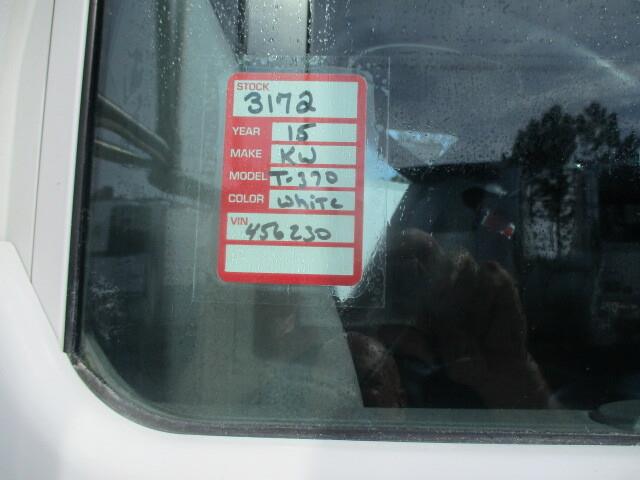 STOCK
3172
YEAR 15
MAKE KW
MODEL T-370
COLOR White
VIN
456230